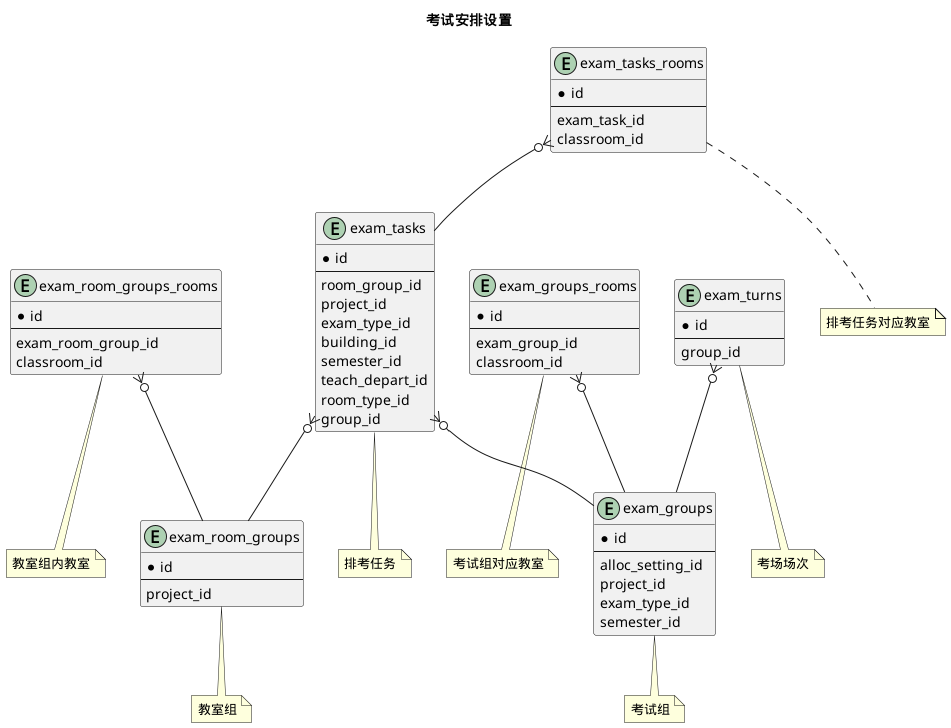 考试安排设置
E exam_tasks_rooms
id
exam_task_id
classroom_id
E exam_tasks
id
room_group_id
project_id
exam_type_id
building_id
semester_id
teach_depart_id
room_type_id
group_id
E exam_room_groups_rooms
id
exam_room_group_id
classroom_id
E exam_groups_rooms
id
exam_group_id
classroom_id
E exam_turns
id
group_id
排考任务对应教室
教室组内教室
E exam_room_groups
id
project_id
排考任务
考试组对应教室
E exam_groups
id
alloc_setting_id
project_id
exam_type_id
semester_id
考场场次
教室组
考试组